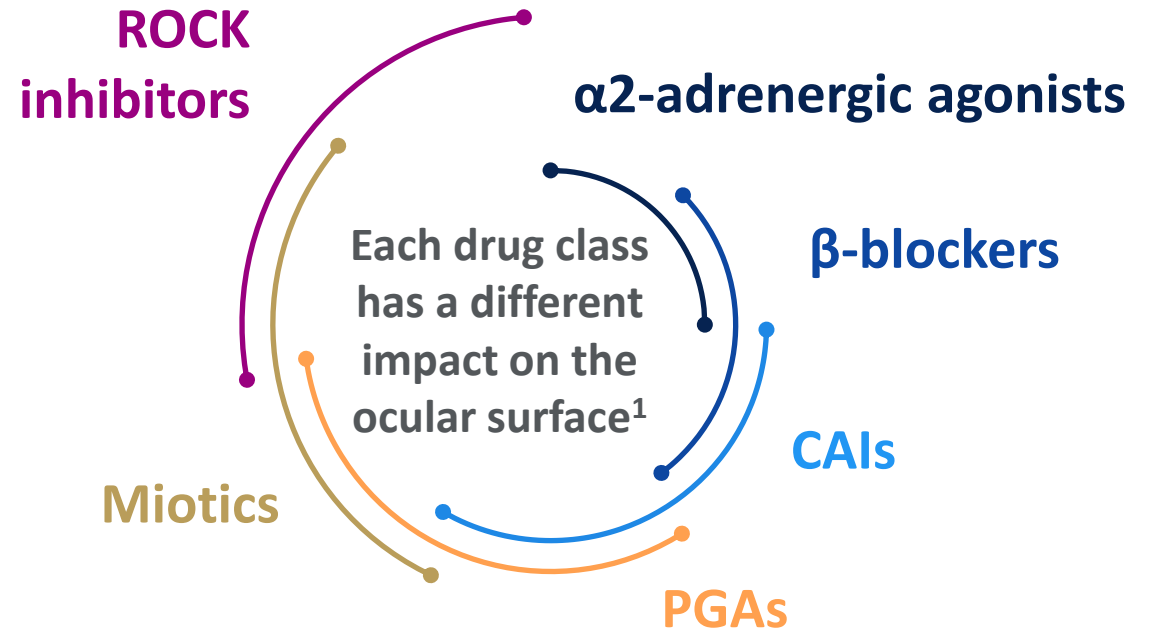 ROCK
inhibitors
α2-adrenergic agonists
Each drug class
has a different
impact on the
ocular surface¹
β-blockers
CAIs
Miotics
PGAs